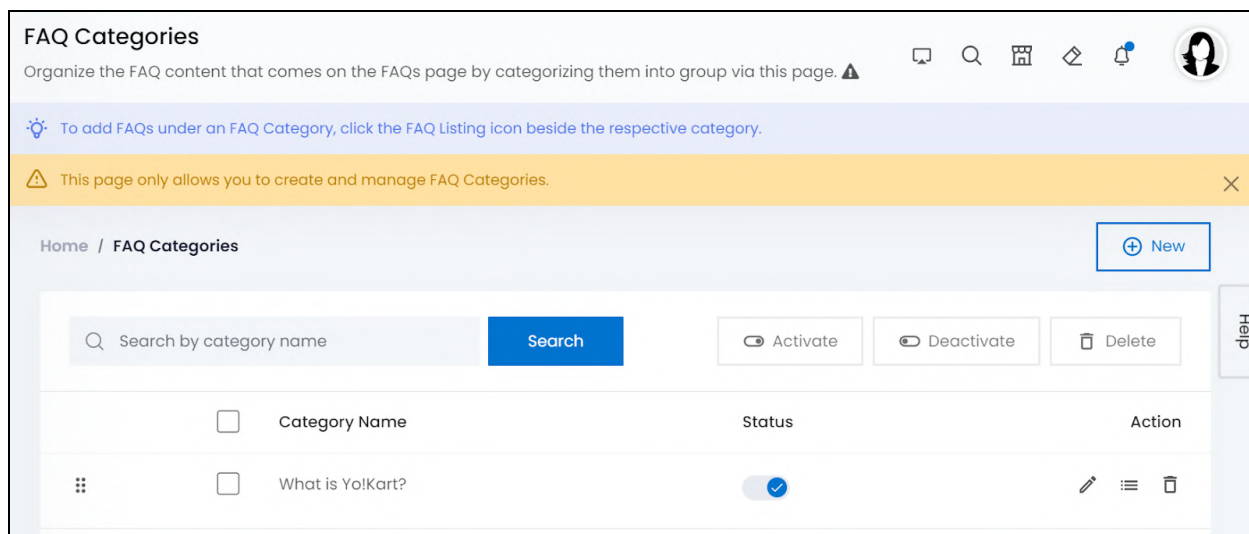 FAQ Categories
Organize the FAQ content that comes on the FAQs page by categorizing them into group via this page.
To add FAQs under an FAQ Category, click the FAQ Listing icon beside the respective category.
This page only allows you to create and manage FAQ Categories.
Home / FAQ Categories
New
Help
Search by category name
Search
Activate
Deactivate
Delete
Category Name
Status
Action
What is Yo!Kart?